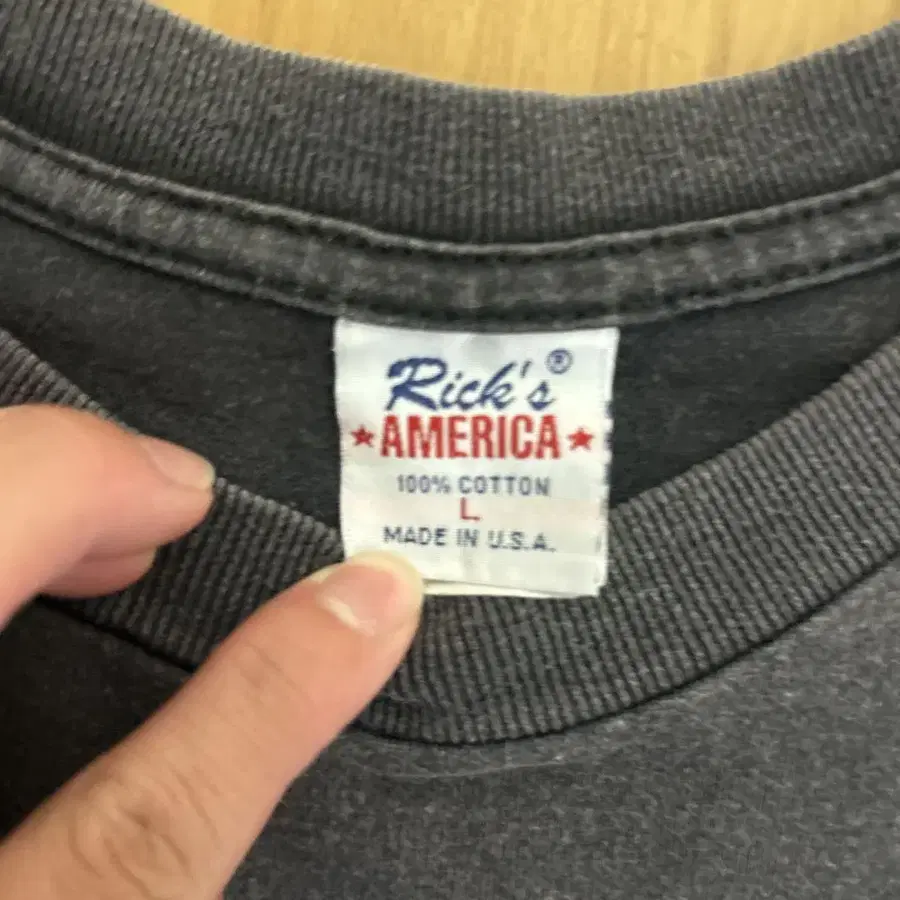 Rick's®
★AMERICA★
100% COTTON
L
MADE IN U.S.A.